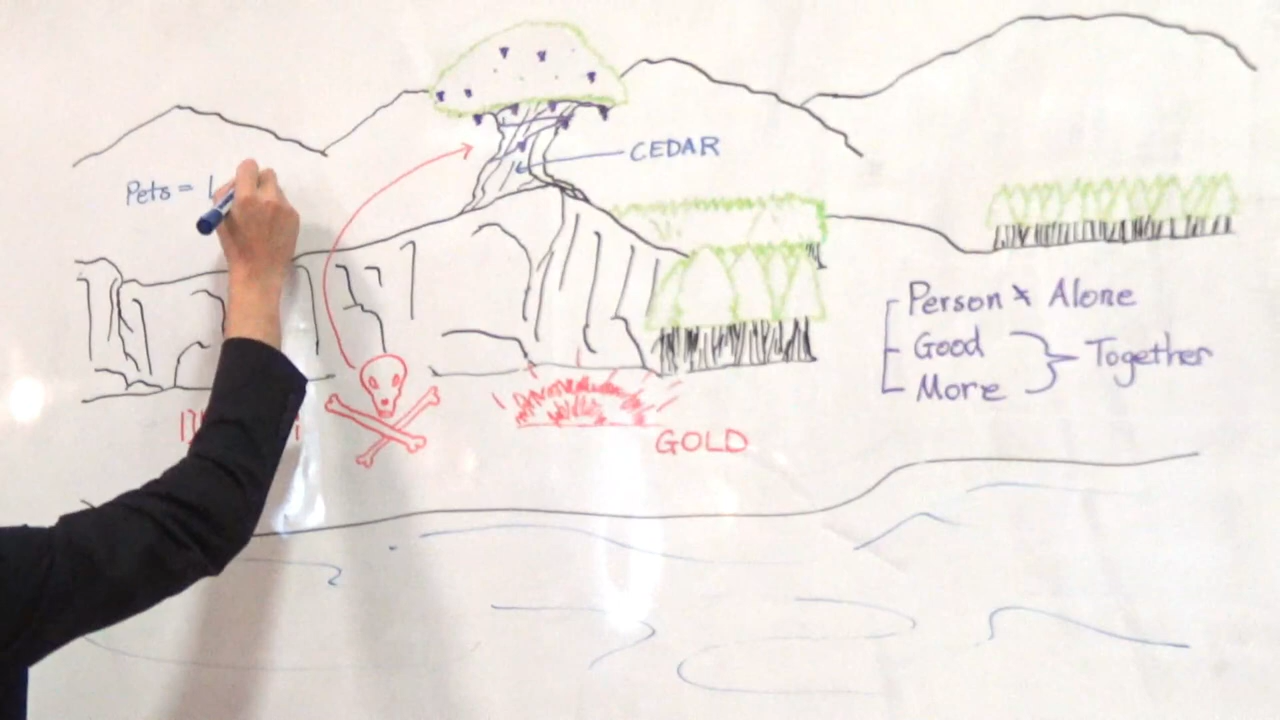 CEDAR
Pets =
Person × Alone
Good
Together
More
GOLD